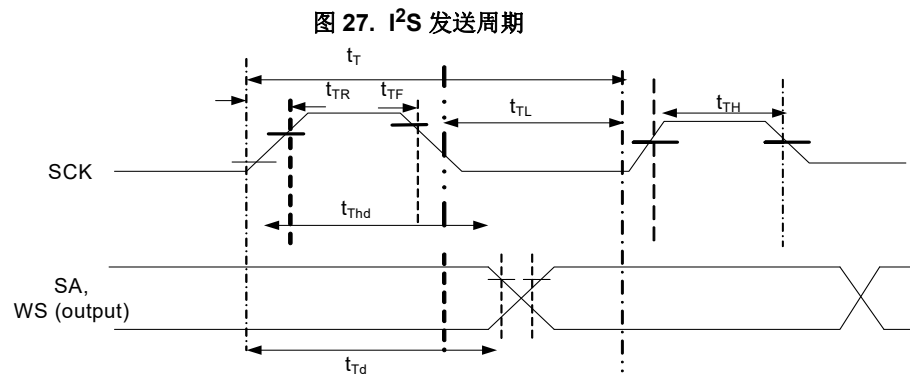 图 27. I²S 发送周期
t_T
t_TR t_TF
t_TL
t_TH
SCK
t_Thd
SA,
WS (output)
t_Td